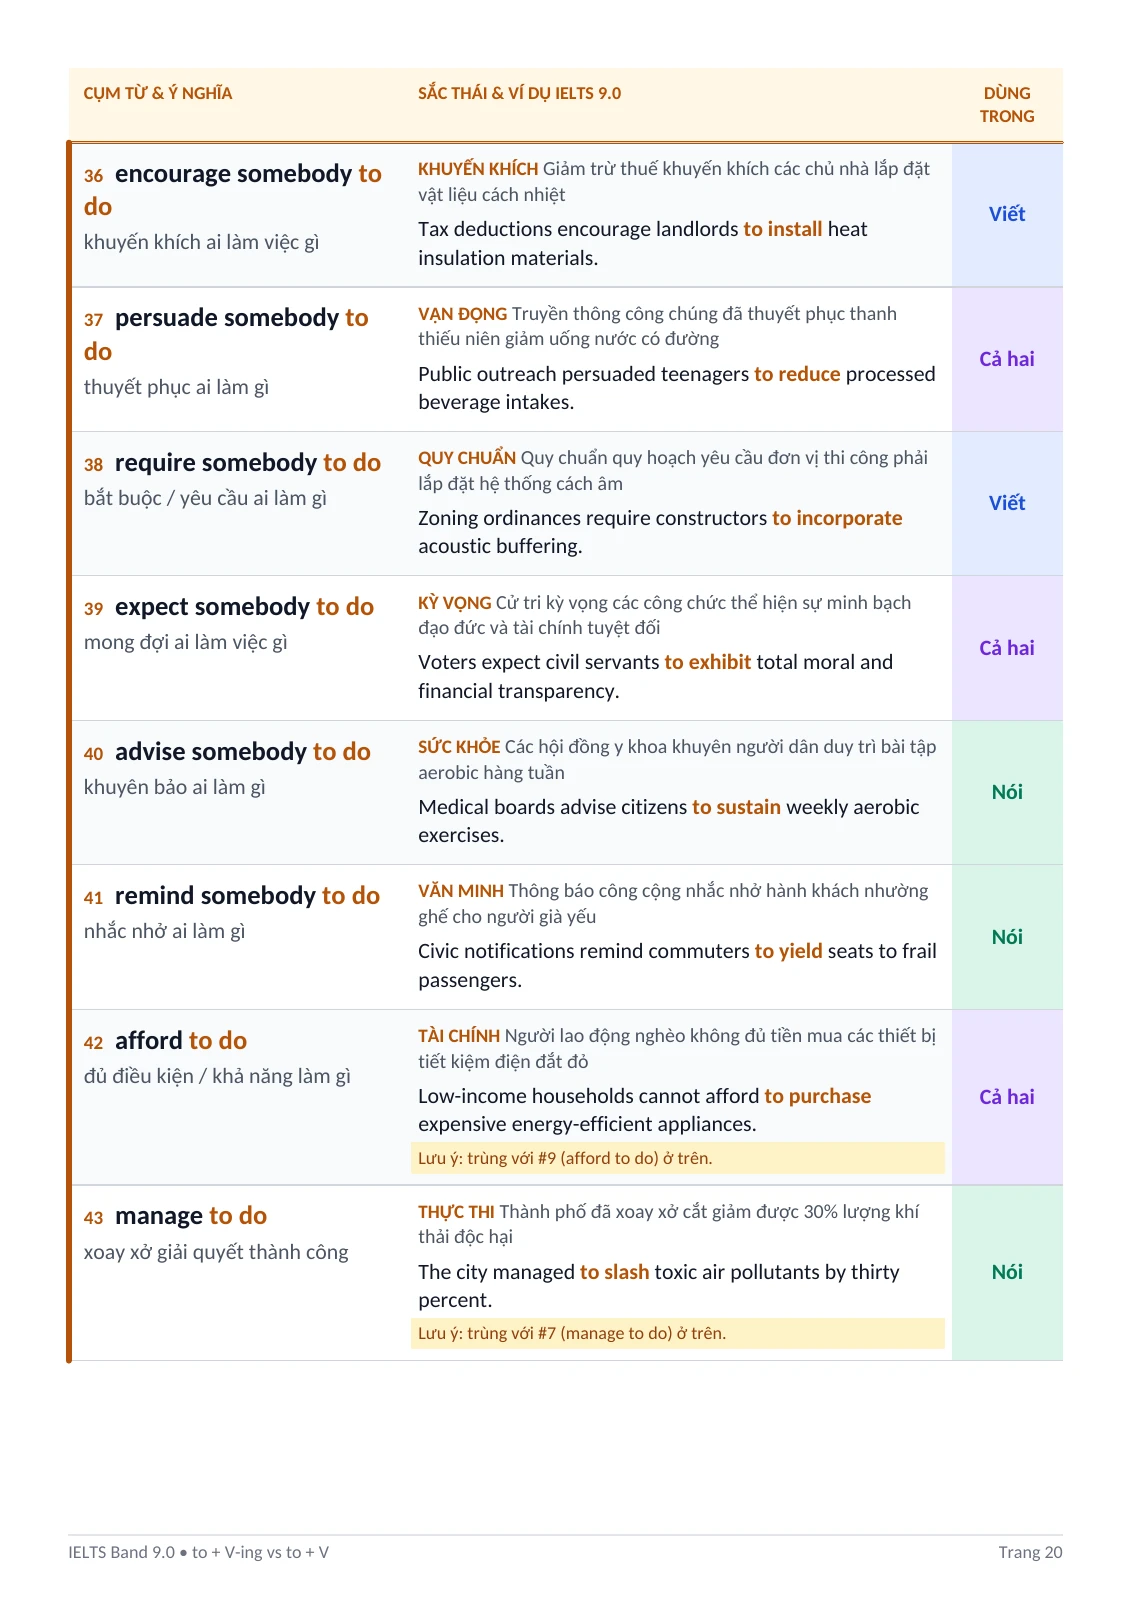 CỤM TỪ & Ý NGHĨA
SẮC THÁI & VÍ DỤ IELTS 9.0
DÙNG
TRONG
36 encourage somebody to
do
khuyến khích ai làm việc gì
KHUYẾN KHÍCH Giảm trừ thuế khuyến khích các chủ nhà lắp đặt
vật liệu cách nhiệt
Tax deductions encourage landlords to install heat
insulation materials.
Viết
37 persuade somebody to
do
thuyết phục ai làm gì
VẬN ĐỘNG Truyền thông công chúng đã thuyết phục thanh
thiếu niên giảm uống nước có đường
Public outreach persuaded teenagers to reduce processed
beverage intakes.
Cả hai
38 require somebody to do
bắt buộc / yêu cầu ai làm gì
QUY CHUẨN Quy chuẩn quy hoạch yêu cầu đơn vị thi công phải
lắp đặt hệ thống cách âm
Zoning ordinances require constructors to incorporate
acoustic buffering.
Viết
39 expect somebody to do
mong đợi ai làm việc gì
KỲ VỌNG Cử tri kỳ vọng các công chức thể hiện sự minh bạch
đạo đức và tài chính tuyệt đối
Voters expect civil servants to exhibit total moral and
financial transparency.
Cả hai
40 advise somebody to do
khuyên bảo ai làm gì
SỨC KHỎE Các hội đồng y khoa khuyên người dân duy trì bài tập
aerobic hàng tuần
Medical boards advise citizens to sustain weekly aerobic
exercises.
Nói
41 remind somebody to do
nhắc nhở ai làm gì
VĂN MINH Thông báo công cộng nhắc nhở hành khách nhường
ghế cho người già yếu
Civic notifications remind commuters to yield seats to frail
passengers.
Nói
42 afford to do
đủ điều kiện / khả năng làm gì
TÀI CHÍNH Người lao động nghèo không đủ tiền mua các thiết bị
tiết kiệm điện đắt đỏ
Low-income households cannot afford to purchase
expensive energy-efficient appliances.
Lưu ý: trùng với #9 (afford to do) ở trên.
Cả hai
43 manage to do
xoay xở giải quyết thành công
THỰC THI Thành phố đã xoay xở cắt giảm được 30% lượng khí
thải độc hại
The city managed to slash toxic air pollutants by thirty
percent.
Lưu ý: trùng với #7 (manage to do) ở trên.
Nói
IELTS Band 9.0 • to + V-ing vs to + V
Trang 20